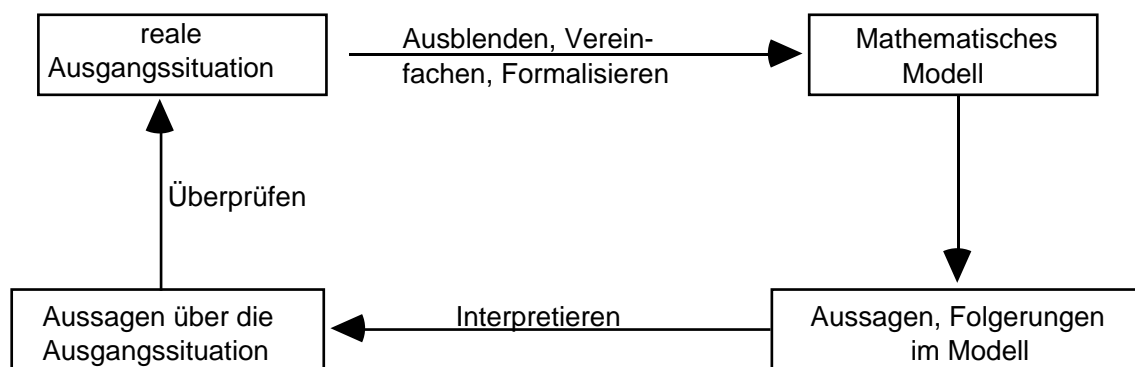 reale
Ausgangssituation
Ausblenden, Verein-
fachen, Formalisieren
Mathematisches
Modell
Überprüfen
Aussagen über die
Ausgangssituation
Interpretieren
Aussagen, Folgerungen
im Modell